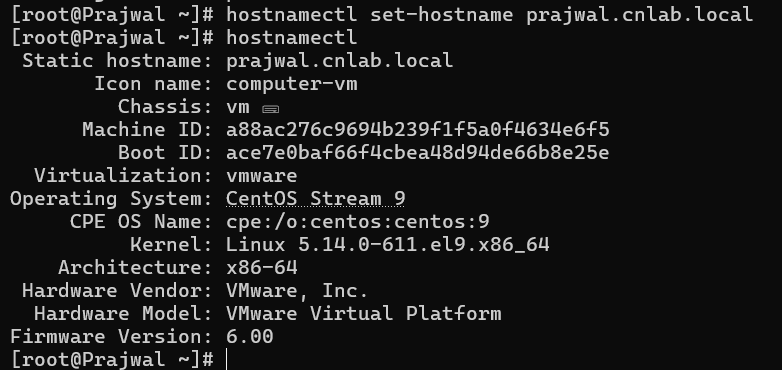 [root@Prajwal ~]# hostnamectl set-hostname prajwal.cnlab.local
[root@Prajwal ~]# hostnamectl
 Static hostname: prajwal.cnlab.local
       Icon name: computer-vm
         Chassis: vm 🖴
      Machine ID: a88ac276c9694b239f1f5a0f4634e6f5
         Boot ID: ace7e0baf66f4cbea48d94de66b8e25e
  Virtualization: vmware
Operating System: CentOS Stream 9
     CPE OS Name: cpe:/o:centos:centos:9
          Kernel: Linux 5.14.0-611.el9.x86_64
    Architecture: x86-64
 Hardware Vendor: VMware, Inc.
  Hardware Model: VMware Virtual Platform
Firmware Version: 6.00
[root@Prajwal ~]#